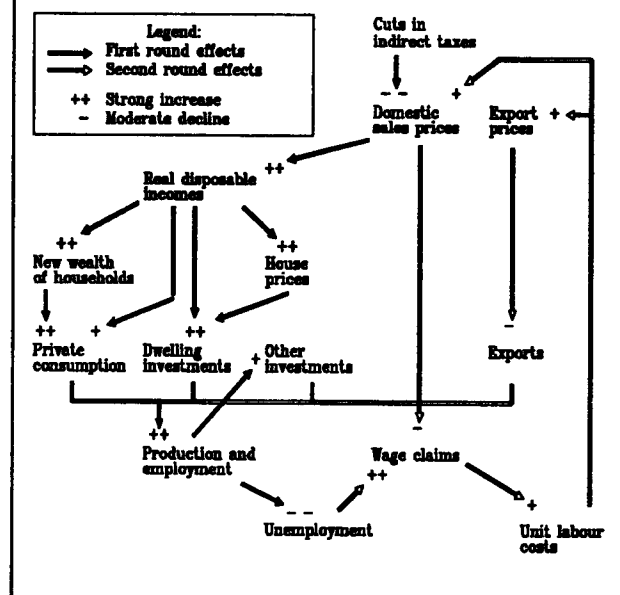 Legend:
First round effects
Second round effects
++ Strong increase
- Moderate decline
Cuts in
indirect taxes
- -
+
Domestic
sales prices
Export
prices
+
++
Real disposable
incomes
++
New wealth
of households
++
House
prices
++
+
Private
consumption
++
Dwelling
investments
+ Other
investments
-
Exports
++
Production and
employment
-
Wage claims
++
- -
Unemployment
+
Unit labour
costs